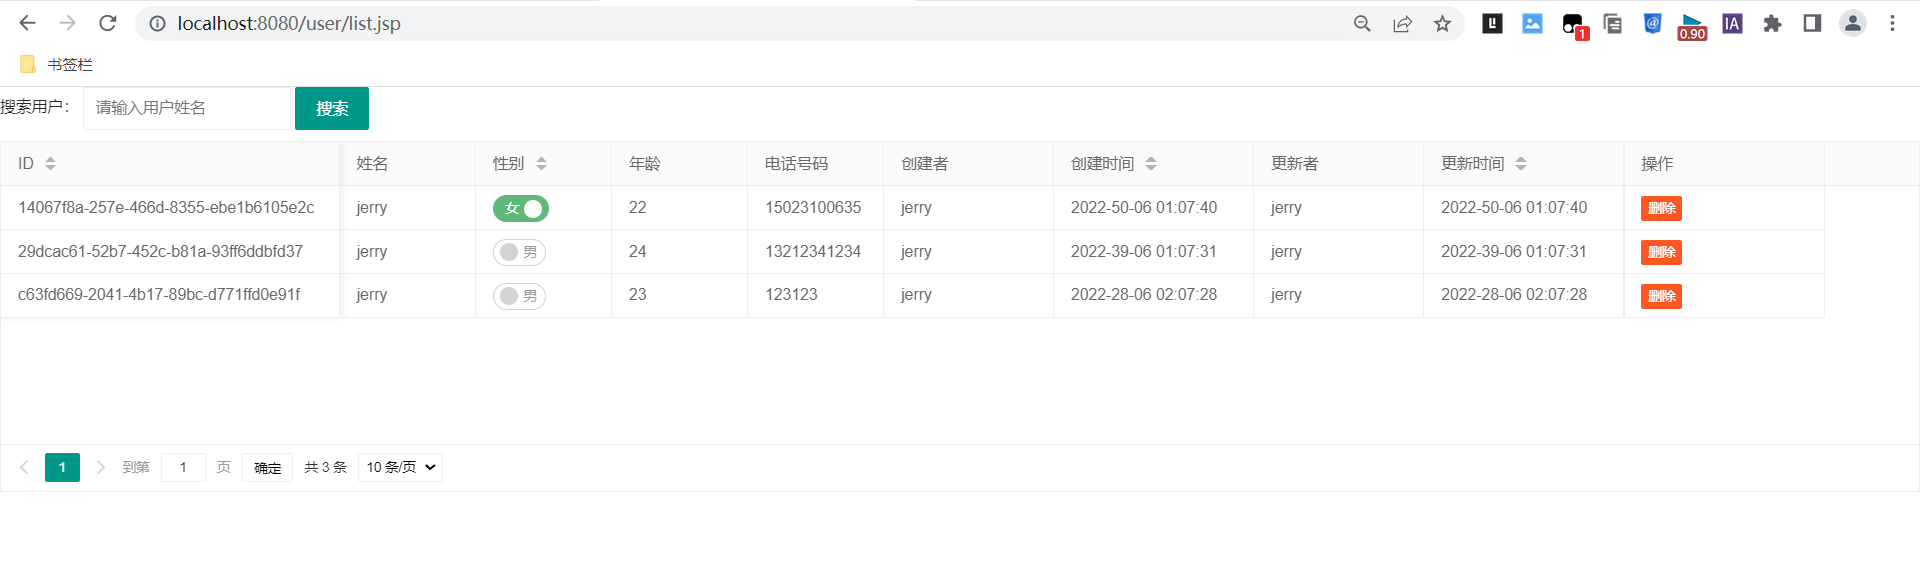 localhost:8080/user/list.jsp
1
0.90
IA
书签栏
搜索用户： 请输入用户姓名 搜索
ID 姓名 性别 年龄 电话号码 创建者 创建时间 更新者 更新时间 操作
14067f8a-257e-466d-8355-ebe1b6105e2c jerry 女 22 15023100635 jerry 2022-50-06 01:07:40 jerry 2022-50-06 01:07:40 删除
29dcac61-52b7-452c-b81a-93ff6ddbfd37 jerry 男 24 13212341234 jerry 2022-39-06 01:07:31 jerry 2022-39-06 01:07:31 删除
c63fd669-2041-4b17-89bc-d771ffd0e91f jerry 男 23 123123 jerry 2022-28-06 02:07:28 jerry 2022-28-06 02:07:28 删除
1 到第 1 页 确定 共 3 条 10 条/页